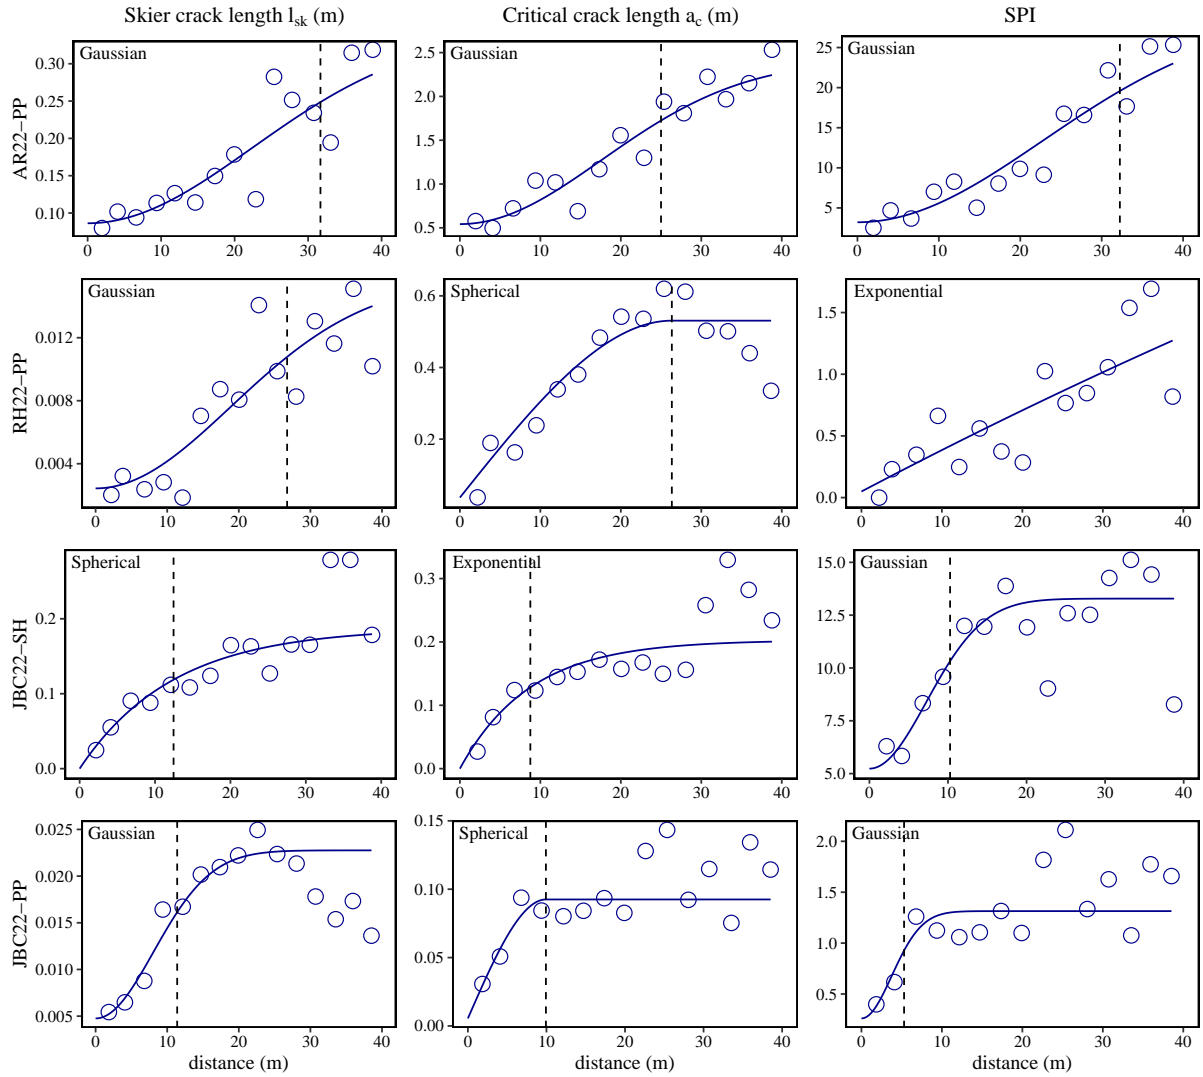 Skier crack length lsk (m)
Critical crack length ac (m)
SPI
AR22−PP
Gaussian
0.30
0.25
0.20
0.15
0.10
0 10 20 30 40
Gaussian
2.5
2.0
1.5
1.0
0.5
0 10 20 30 40
Gaussian
25
20
15
10
5
0 10 20 30 40
RH22−PP
Gaussian
0.012
0.008
0.004
0 10 20 30 40
Spherical
0.6
0.4
0.2
0 10 20 30 40
Exponential
1.5
1.0
0.5
0.0
0 10 20 30 40
JBC22−SH
Spherical
0.2
0.1
0.0
0 10 20 30 40
Exponential
0.3
0.2
0.1
0.0
0 10 20 30 40
Gaussian
15.0
12.5
10.0
7.5
5.0
0 10 20 30 40
JBC22−PP
Gaussian
0.025
0.020
0.015
0.010
0.005
0 10 20 30 40
distance (m)
Spherical
0.15
0.10
0.05
0.00
0 10 20 30 40
distance (m)
Gaussian
2.0
1.5
1.0
0.5
0 10 20 30 40
distance (m)